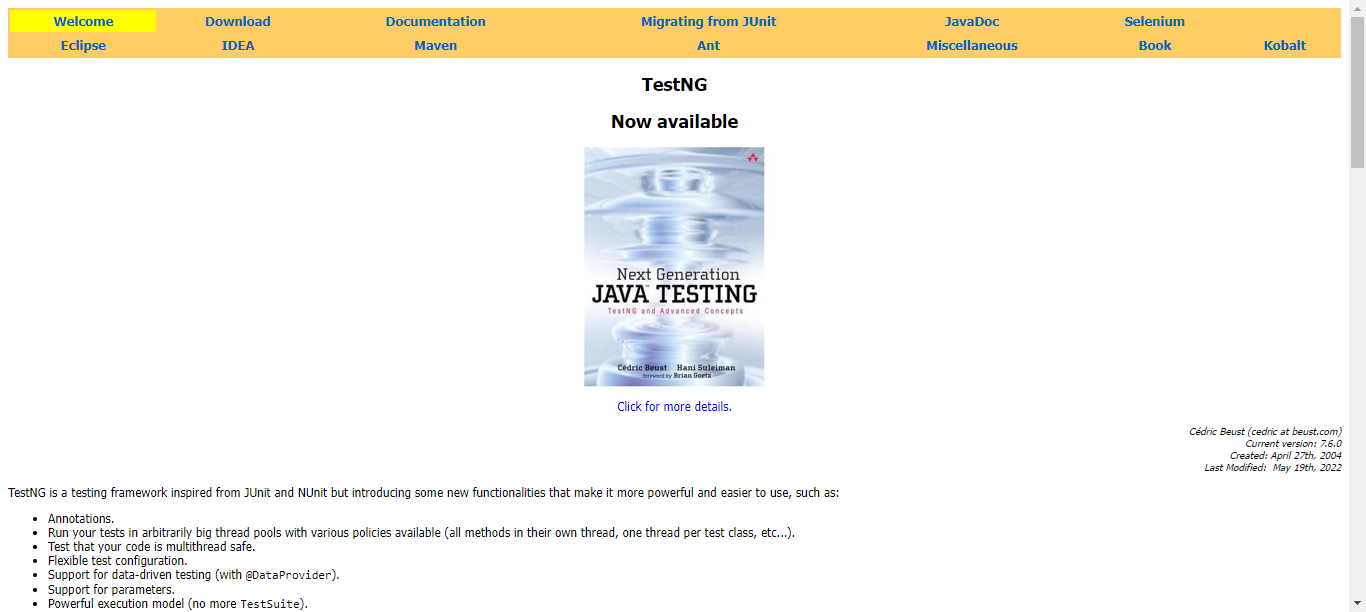 Welcome Download Documentation Migrating from JUnit JavaDoc Selenium
Eclipse IDEA Maven Ant Miscellaneous Book Kobalt
TestNG
Now available
Next Generation
JAVA™ TESTING
TestNG and Advanced Concepts
Cédric Beust Hani Suleiman
foreword by Brian Goetz
Click for more details.
Cédric Beust (cedric at beust.com)
Current version: 7.6.0
Created: April 27th, 2004
Last Modified: May 19th, 2022
TestNG is a testing framework inspired from JUnit and NUnit but introducing some new functionalities that make it more powerful and easier to use, such as:
• Annotations.
• Run your tests in arbitrarily big thread pools with various policies available (all methods in their own thread, one thread per test class, etc...).
• Test that your code is multithread safe.
• Flexible test configuration.
• Support for data-driven testing (with @DataProvider).
• Support for parameters.
• Powerful execution model (no more TestSuite).